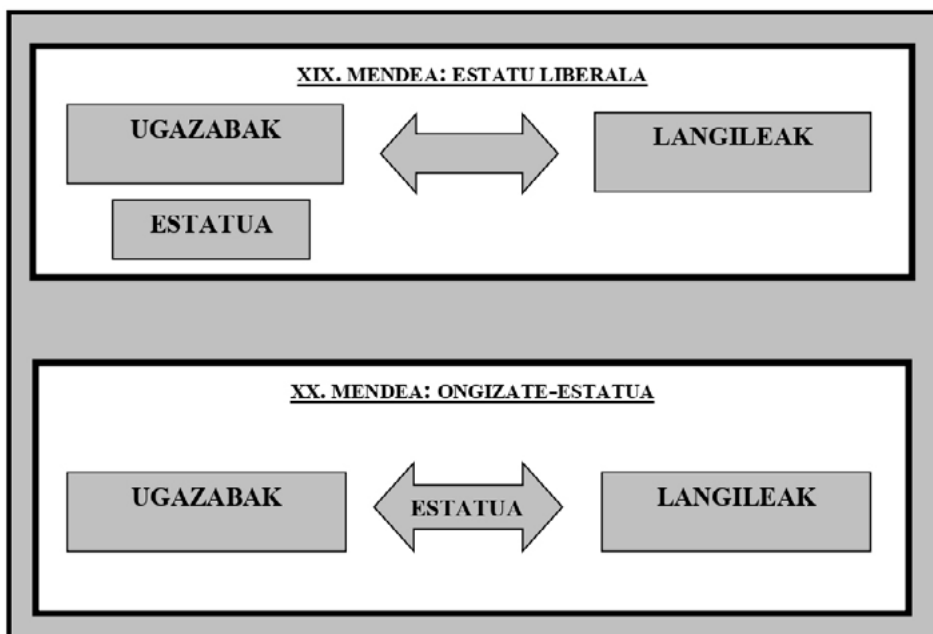 XIX. MENDEA: ESTATU LIBERALA
UGAZABAK
LANGILEAK
ESTATUA
XX. MENDEA: ONGIZATE-ESTATUA
UGAZABAK
ESTATUA
LANGILEAK